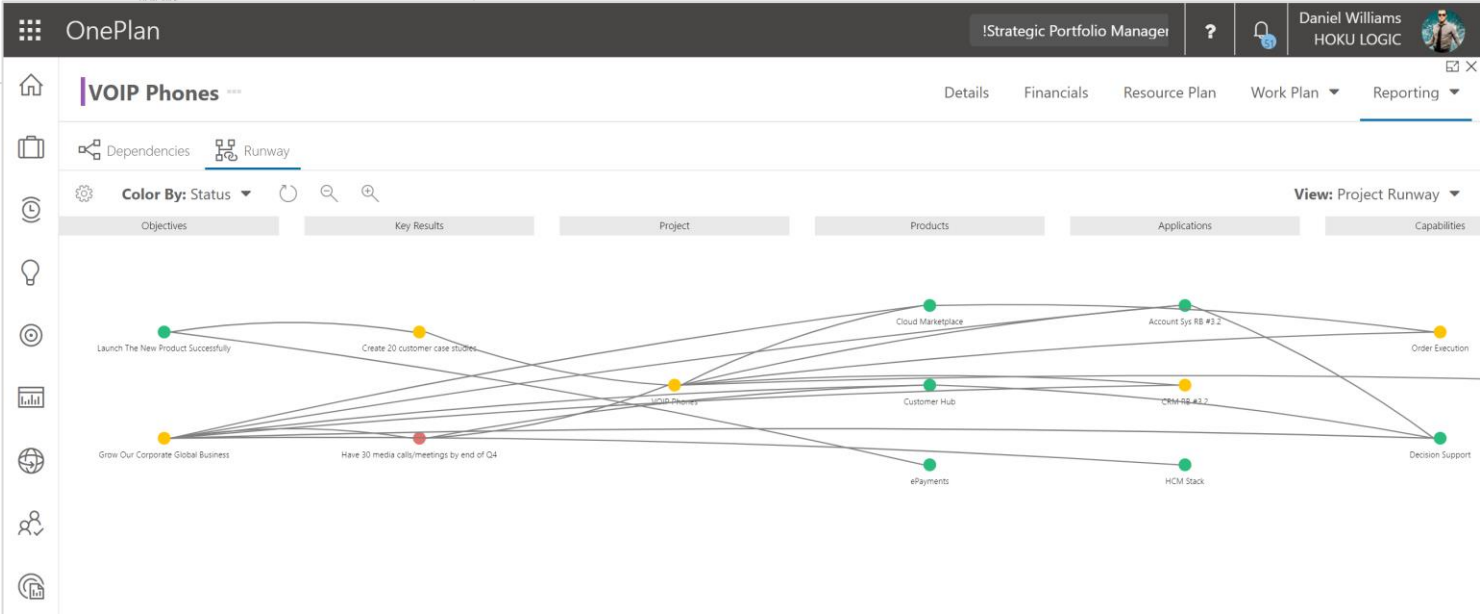 OnePlan
!Strategic Portfolio Manager
?
51
Daniel Williams
HOKU LOGIC
VOIP Phones
Details
Financials
Resource Plan
Work Plan
Reporting
Dependencies
Runway
Color By: Status
View: Project Runway
Objectives
Key Results
Project
Products
Applications
Capabilities
Cloud Marketplace
Account Sys RB #3.2
Launch The New Product Successfully
Create 20 customer case studies
Order Execution
VOIP Phones
Customer Hub
CRM RB #3.2
Grow Our Corporate Global Business
Have 30 media calls/meetings by end of Q4
Decision Support
ePayments
HCM Stack